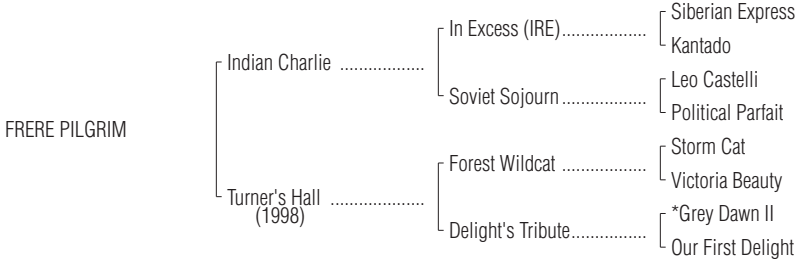 Siberian Express
In Excess (IRE)..................
Kantado
Indian Charlie ..................
Leo Castelli
Soviet Sojourn..................
Political Parfait
FRERE PILGRIM
Storm Cat
Forest Wildcat ..................
Victoria Beauty
Turner's Hall ....................
(1998)
*Grey Dawn II
Delight's Tribute................
Our First Delight